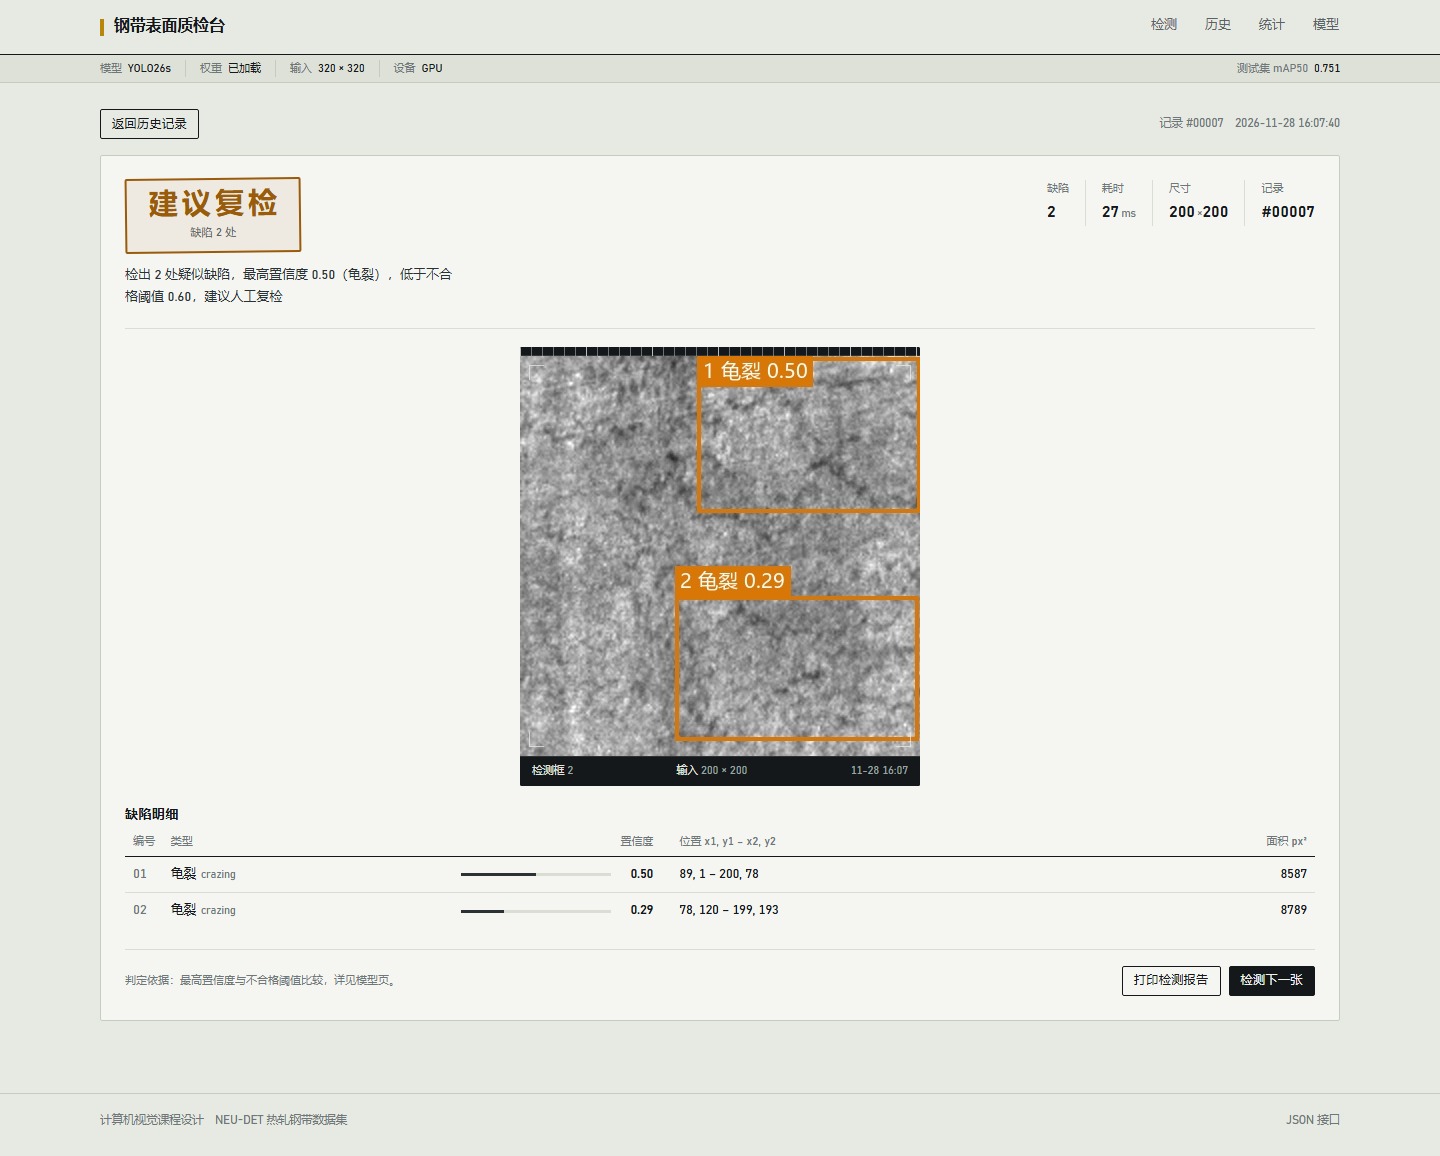 钢带表面质检台
检测 历史 统计 模型
模型 YOLO26s 权重 已加载 输入 320 × 320 设备 GPU 测试集 mAP50 0.751
返回历史记录 记录 #00007 2026-11-28 16:07:40
建议复检
缺陷 2 处
缺陷 耗时 尺寸 记录
2 27 ms 200×200 #00007
检出 2 处疑似缺陷，最高置信度 0.50（龟裂），低于不合
格阈值 0.60，建议人工复检
1 龟裂 0.50
2 龟裂 0.29
检测框 2 输入 200 × 200 11-28 16:07
缺陷明细
编号 类型 置信度 位置 x1, y1 – x2, y2 面积 px²
01 龟裂 crazing 0.50 89, 1 – 200, 78 8587
02 龟裂 crazing 0.29 78, 120 – 199, 193 8789
判定依据：最高置信度与不合格阈值比较，详见模型页。 打印检测报告 检测下一张
计算机视觉课程设计 NEU-DET 热轧钢带数据集 JSON 接口